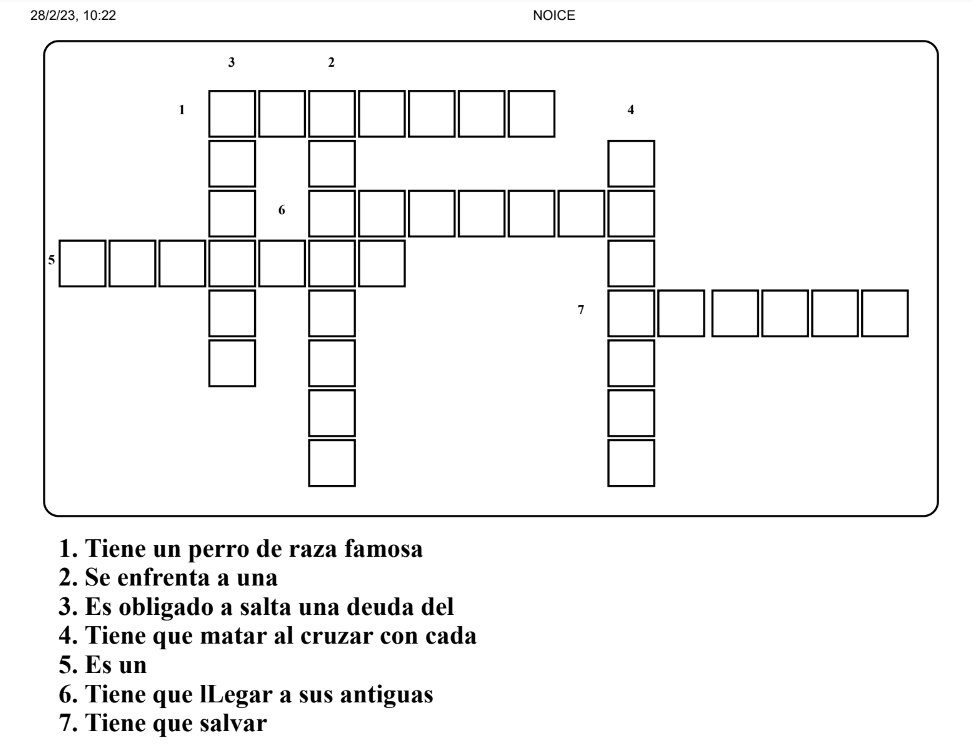 28/2/23, 10:22 NOICE
3 2
1 4
6
5
7
1. Tiene un perro de raza famosa
2. Se enfrenta a una
3. Es obligado a salta una deuda del
4. Tiene que matar al cruzar con cada
5. Es un
6. Tiene que lLegar a sus antiguas
7. Tiene que salvar